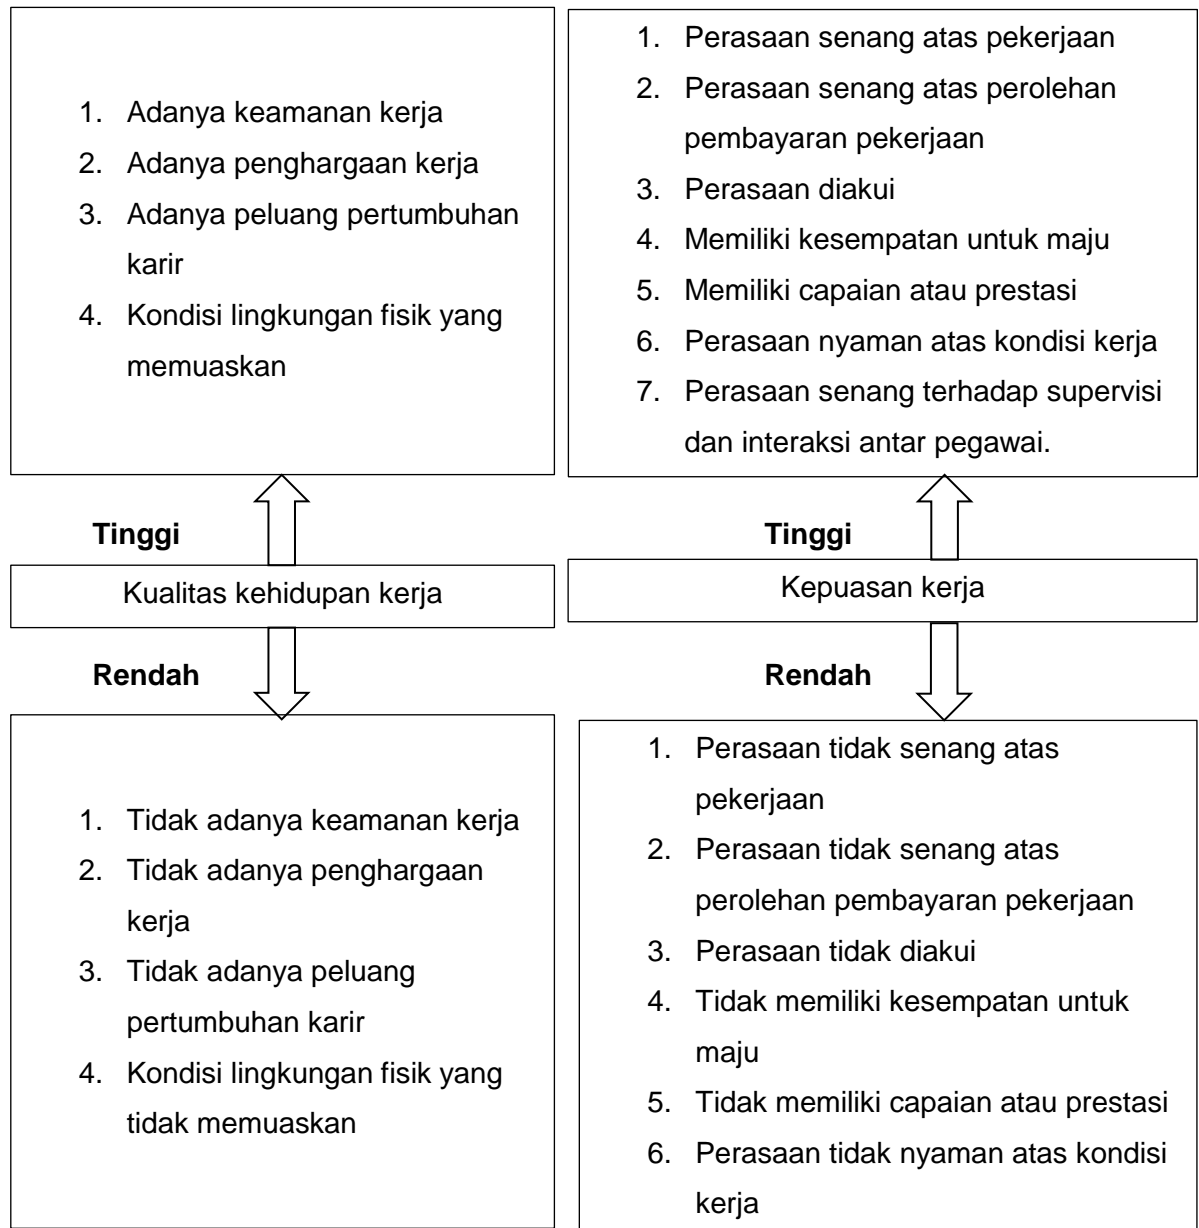 1. Adanya keamanan kerja
2. Adanya penghargaan kerja
3. Adanya peluang pertumbuhan
karir
4. Kondisi lingkungan fisik yang
memuaskan
1. Perasaan senang atas pekerjaan
2. Perasaan senang atas perolehan
pembayaran pekerjaan
3. Perasaan diakui
4. Memiliki kesempatan untuk maju
5. Memiliki capaian atau prestasi
6. Perasaan nyaman atas kondisi kerja
7. Perasaan senang terhadap supervisi
dan interaksi antar pegawai.
Tinggi
Tinggi
Kualitas kehidupan kerja
Kepuasan kerja
Rendah
Rendah
1. Tidak adanya keamanan kerja
2. Tidak adanya penghargaan
kerja
3. Tidak adanya peluang
pertumbuhan karir
4. Kondisi lingkungan fisik yang
tidak memuaskan
1. Perasaan tidak senang atas
pekerjaan
2. Perasaan tidak senang atas
perolehan pembayaran pekerjaan
3. Perasaan tidak diakui
4. Tidak memiliki kesempatan untuk
maju
5. Tidak memiliki capaian atau prestasi
6. Perasaan tidak nyaman atas kondisi
kerja